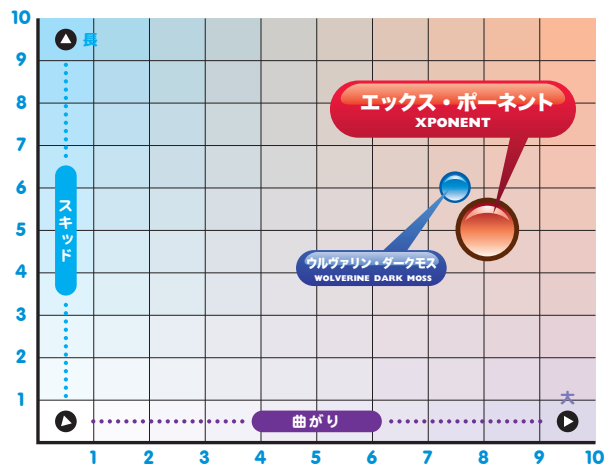 10
9
8
7
6
5
4
3
2
1
長
スキッド
エックス・ポーネント
XPONENT
ウルヴァリン・ダークモス
WOLVERINE DARK MOSS
大
曲がり
1 2 3 4 5 6 7 8 9 10